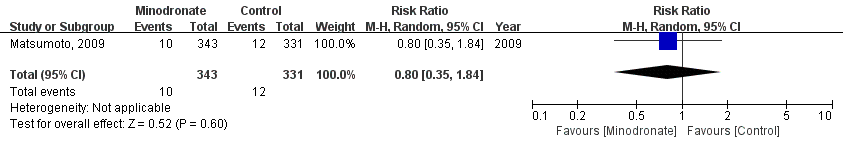 Minodronate Control Risk Ratio Risk Ratio
Study or Subgroup Events Total Events Total Weight M-H, Random, 95% CI Year M-H, Random, 95% CI
Matsumoto, 2009 10 343 12 331 100.0% 0.80 [0.35, 1.84] 2009
Total (95% CI) 343 331 100.0% 0.80 [0.35, 1.84]
Total events 10 12
Heterogeneity: Not applicable
Test for overall effect: Z = 0.52 (P = 0.60)
0.1 0.2 0.5 1 2 5 10
Favours [Minodronate] Favours [Control]